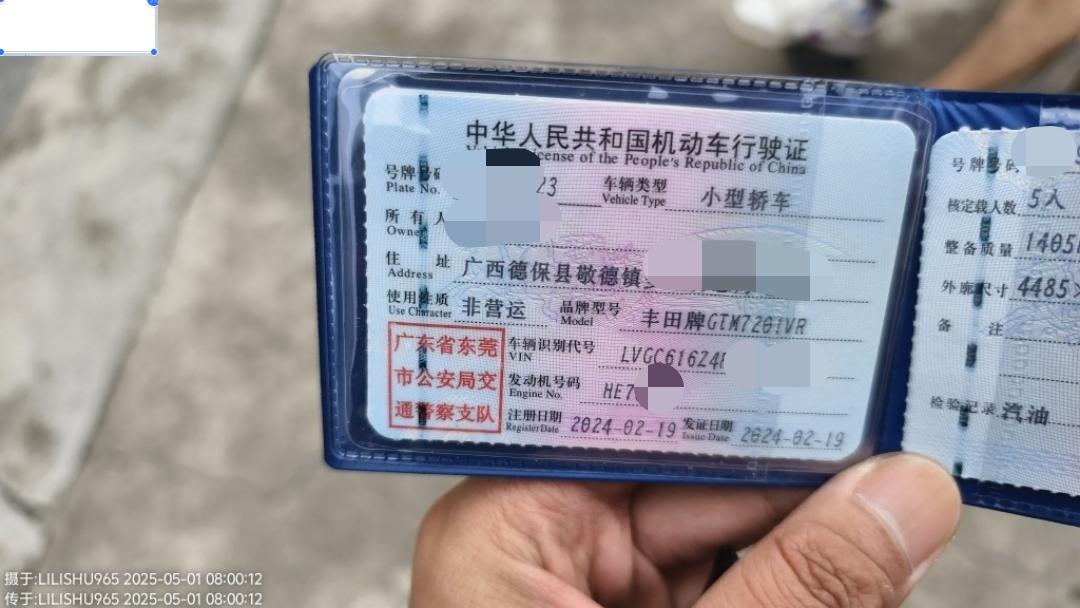 中华人民共和国机动车行驶证
License of the People's Republic of China
号牌号码
Plate No.
23
车辆类型
Vehicle Type
小型轿车
所有人
Owner
住址
Address
广西德保县敬德镇
使用性质
Use Character
非营运
品牌型号
Model
丰田牌GTM7201VR
广东省东莞
市公安局交
通警察支队
车辆识别代号
VIN
LVGC61624
发动机号码
Engine No.
HE7
注册日期
Register Date
2024-02-19
发证日期
Issue Date
2024-02-19
号牌号码
核定载人数
5人
整备质量
1405
外廓尺寸
4485×
备注
检验记录
汽油
摄于:LILISHU965 2025-05-01 08:00:12
传于:LILISHU965 2025-05-01 08:00:12